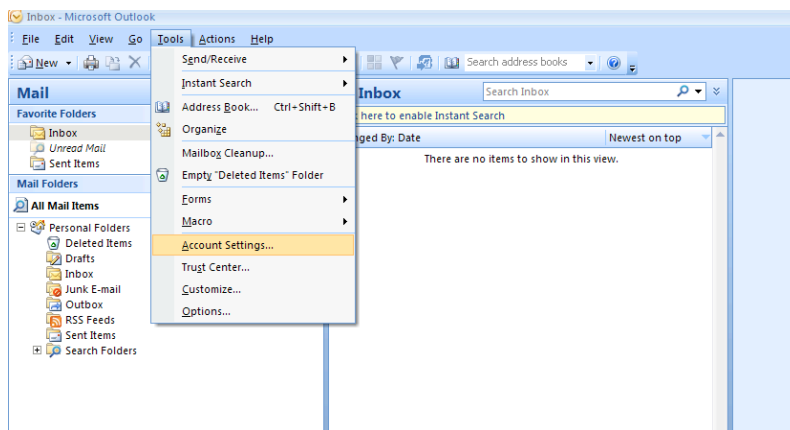 Inbox - Microsoft Outlook
File Edit View Go Tools Actions Help
New Search address books
Send/Receive
Instant Search
Address Book... Ctrl+Shift+B
Organize
Mailbox Cleanup...
Empty "Deleted Items" Folder
Forms
Macro
Account Settings...
Trust Center...
Customize...
Options...
Mail
Favorite Folders
Inbox
Unread Mail
Sent Items
Mail Folders
All Mail Items
Personal Folders
Deleted Items
Drafts
Inbox
Junk E-mail
Outbox
RSS Feeds
Sent Items
Search Folders
Inbox Search Inbox
here to enable Instant Search
By: Date Newest on top
There are no items to show in this view.